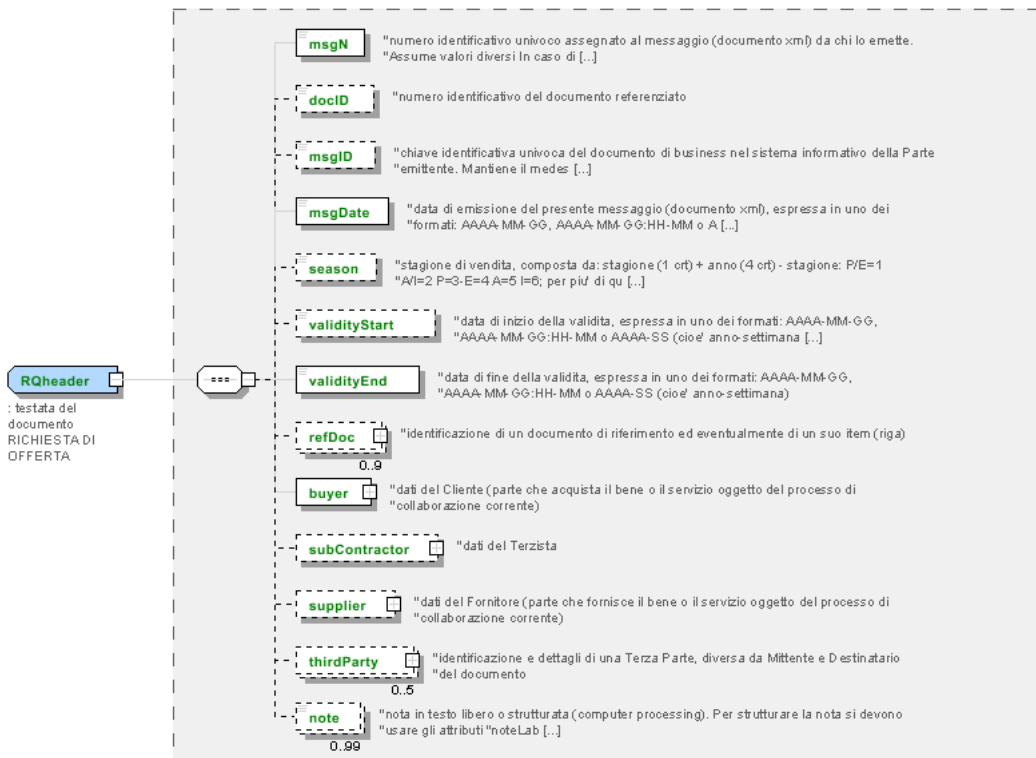 msgN
"numero identificativo univoco assegnato al messaggio (documento xml) da chi lo emette.
"Assume valori diversi In caso di [...]
docID
"numero identificativo del documento referenziato
msgID
"chiave identificativa univoca del documento di business nel sistema informativo della Parte
"emittente. Mantiene il medes [...]
msgDate
"data di emissione del presente messaggio (documento xml), espressa in uno dei
"formati: AAAA-MM-GG, AAAA-MM-GG:HH-MM o A [...]
season
"stagione di vendita, composta da: stagione (1 crt) + anno (4 crt) - stagione: P/E=1
"A/I=2 P=3-E=4 A=5 I=6; per piu' di qu [...]
validityStart
"data di inizio della validita, espressa in uno dei formati: AAAA-MM-GG,
"AAAA-MM-GG:HH-MM o AAAA-SS (cioe' anno-settimana [...]
RQheader
: testata del
documento
RICHIESTA DI
OFFERTA
validityEnd
"data di fine della validita, espressa in uno dei formati: AAAA-MM-GG,
"AAAA-MM-GG:HH-MM o AAAA-SS (cioe' anno-settimana)
refDoc
"identificazione di un documento di riferimento ed eventualmente di un suo item (riga)
0..9
buyer
"dati del Cliente (parte che acquista il bene o il servizio oggetto del processo di
"collaborazione corrente)
subContractor
"dati del Terzista
supplier
"dati del Fornitore (parte che fornisce il bene o il servizio oggetto del processo di
"collaborazione corrente)
thirdParty
"identificazione e dettagli di una Terza Parte, diversa da Mittente e Destinatario
"del documento
0..5
note
"nota in testo libero o strutturata (computer processing). Per strutturare la nota si devono
"usare gli attributi "noteLab [...]
0..99